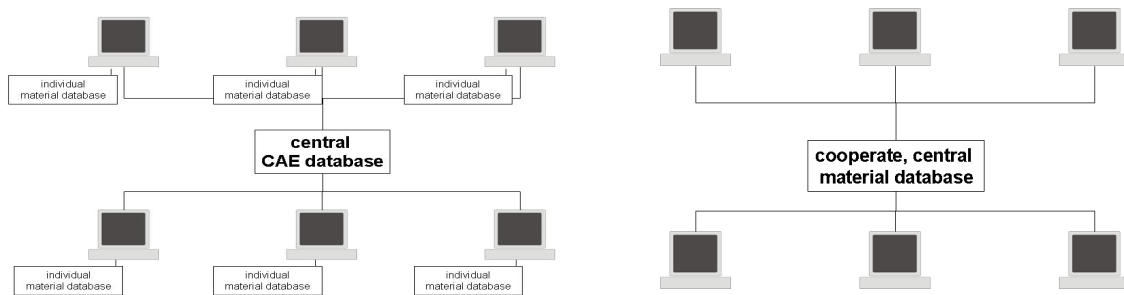 individual
material database
individual
material database
individual
material database
central
CAE database
individual
material database
individual
material database
individual
material database
cooperate, central
material database